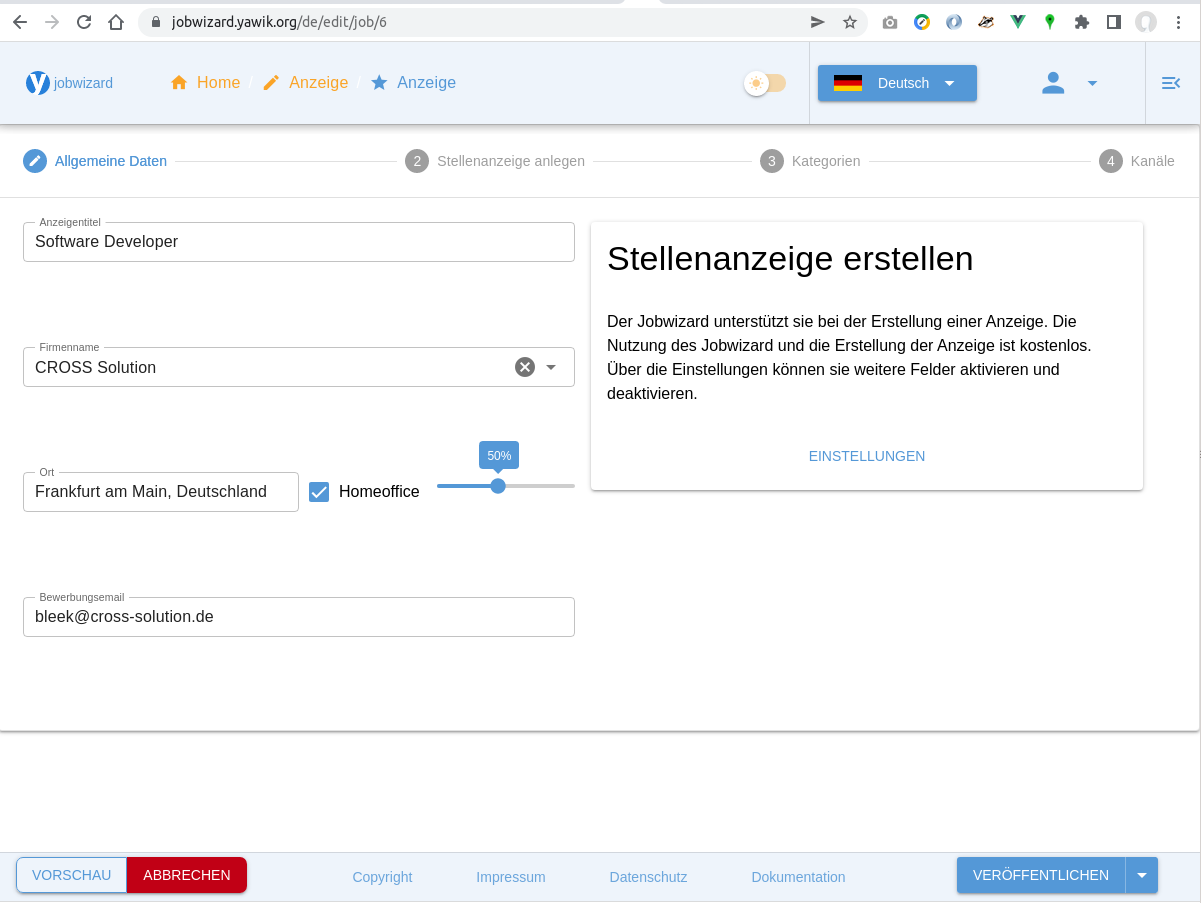 jobwizard.yawik.org/de/edit/job/6
y jobwizard
Home / Anzeige / Anzeige
Deutsch
Allgemeine Daten
2 Stellenanzeige anlegen
3 Kategorien
4 Kanäle
Anzeigentitel
Software Developer
Firmenname
CROSS Solution
Ort
Frankfurt am Main, Deutschland
Homeoffice
50%
Bewerbungsemail
bleek@cross-solution.de
Stellenanzeige erstellen
Der Jobwizard unterstützt sie bei der Erstellung einer Anzeige. Die
Nutzung des Jobwizard und die Erstellung der Anzeige ist kostenlos.
Über die Einstellungen können sie weitere Felder aktivieren und
deaktivieren.
EINSTELLUNGEN
VORSCHAU
ABBRECHEN
Copyright
Impressum
Datenschutz
Dokumentation
VERÖFFENTLICHEN